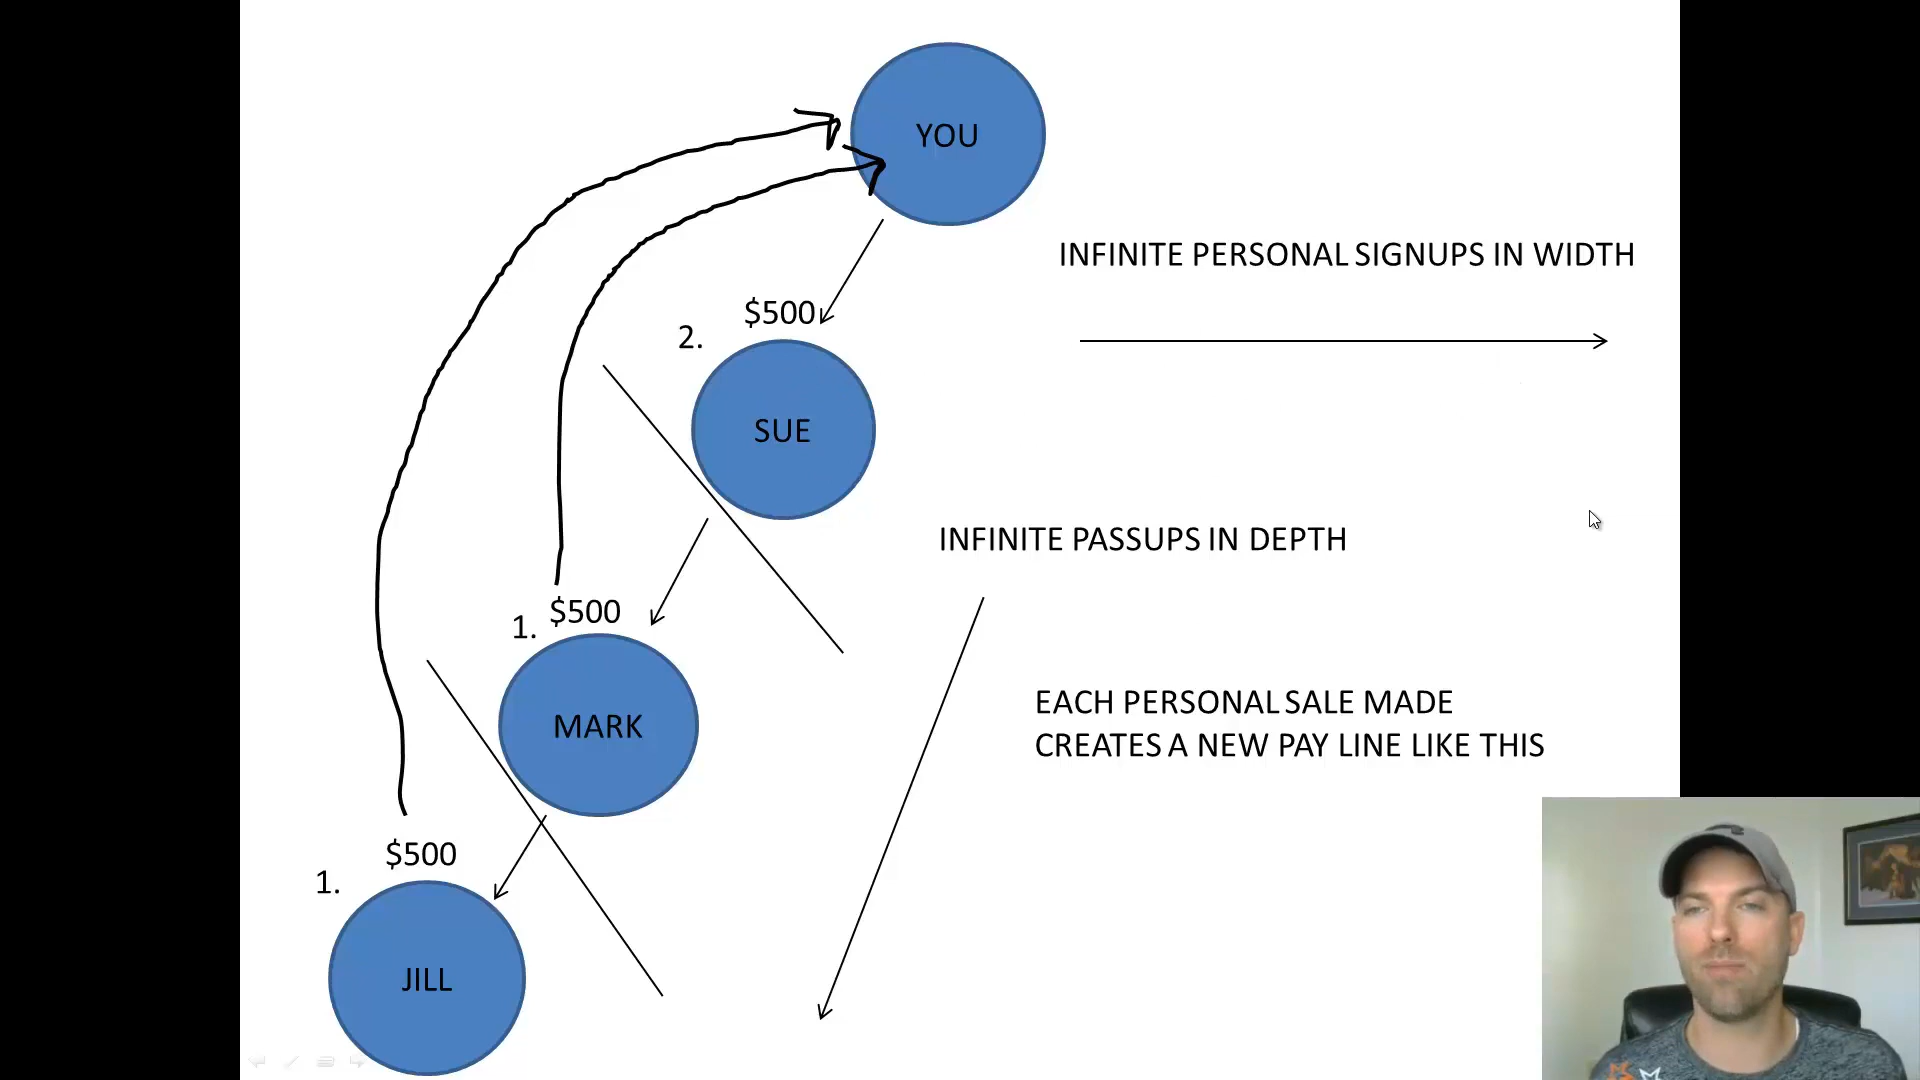 YOU
INFINITE PERSONAL SIGNUPS IN WIDTH
$500
2.
SUE
INFINITE PASSUPS IN DEPTH
$500
1.
MARK
EACH PERSONAL SALE MADE
CREATES A NEW PAY LINE LIKE THIS
$500
1.
JILL